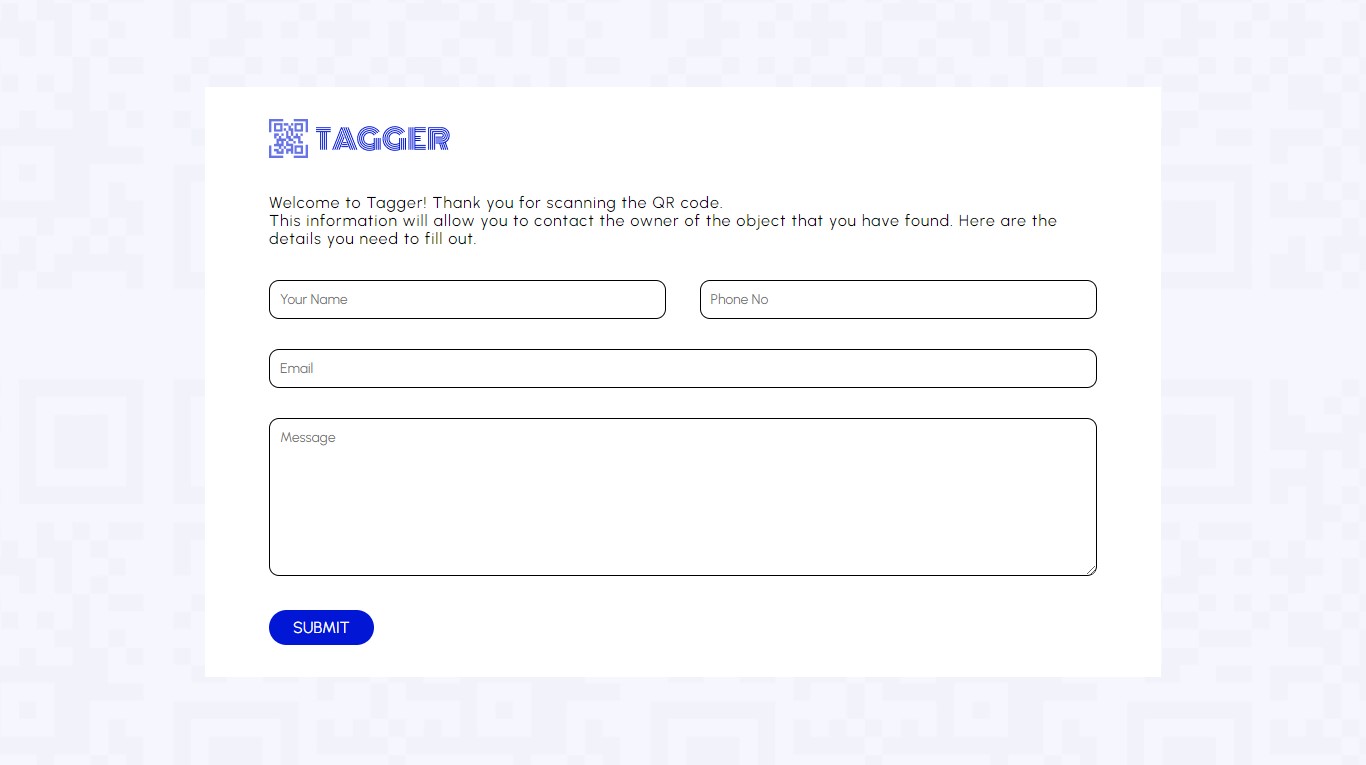 TAGGER
Welcome to Tagger! Thank you for scanning the QR code.
This information will allow you to contact the owner of the object that you have found. Here are the
details you need to fill out.
Your Name
Phone No
Email
Message
SUBMIT